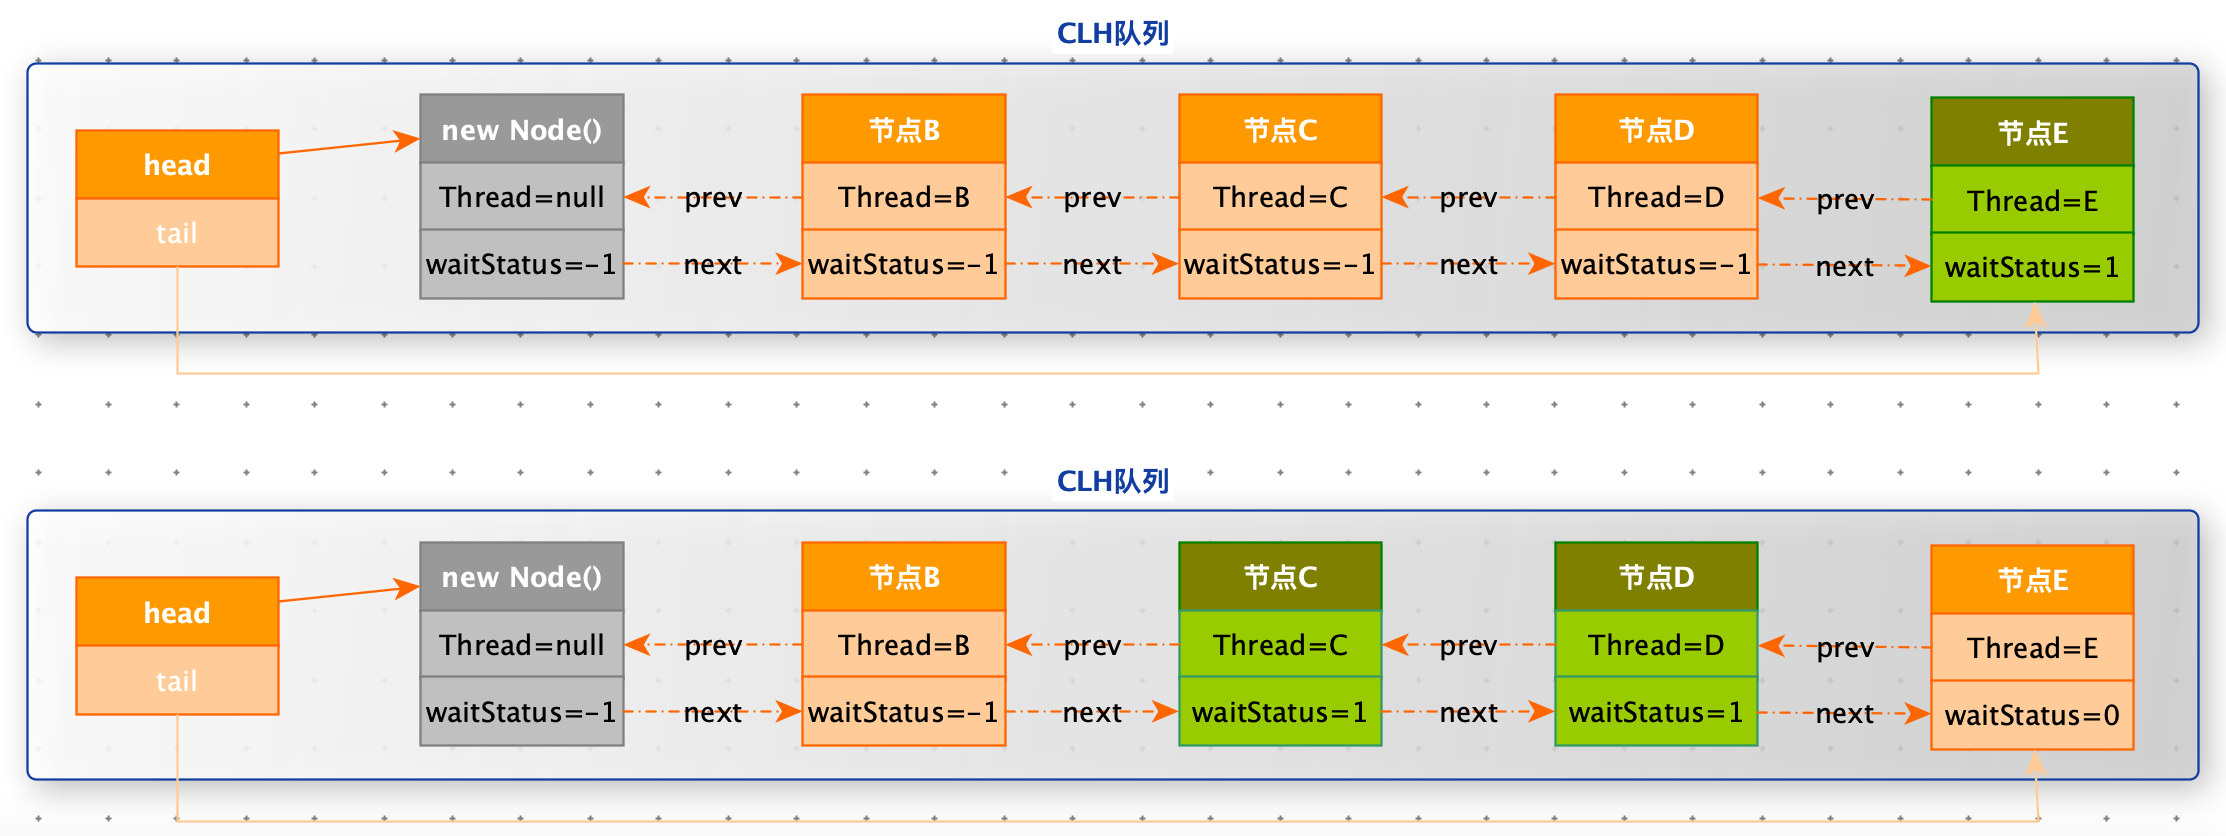 CLH队列
head
tail
new Node()
Thread=null
waitStatus=-1
prev
next
节点B
Thread=B
waitStatus=-1
prev
next
节点C
Thread=C
waitStatus=-1
prev
next
节点D
Thread=D
waitStatus=-1
prev
next
节点E
Thread=E
waitStatus=1
CLH队列
head
tail
new Node()
Thread=null
waitStatus=-1
prev
next
节点B
Thread=B
waitStatus=-1
prev
next
节点C
Thread=C
waitStatus=1
prev
next
节点D
Thread=D
waitStatus=1
prev
next
节点E
Thread=E
waitStatus=0